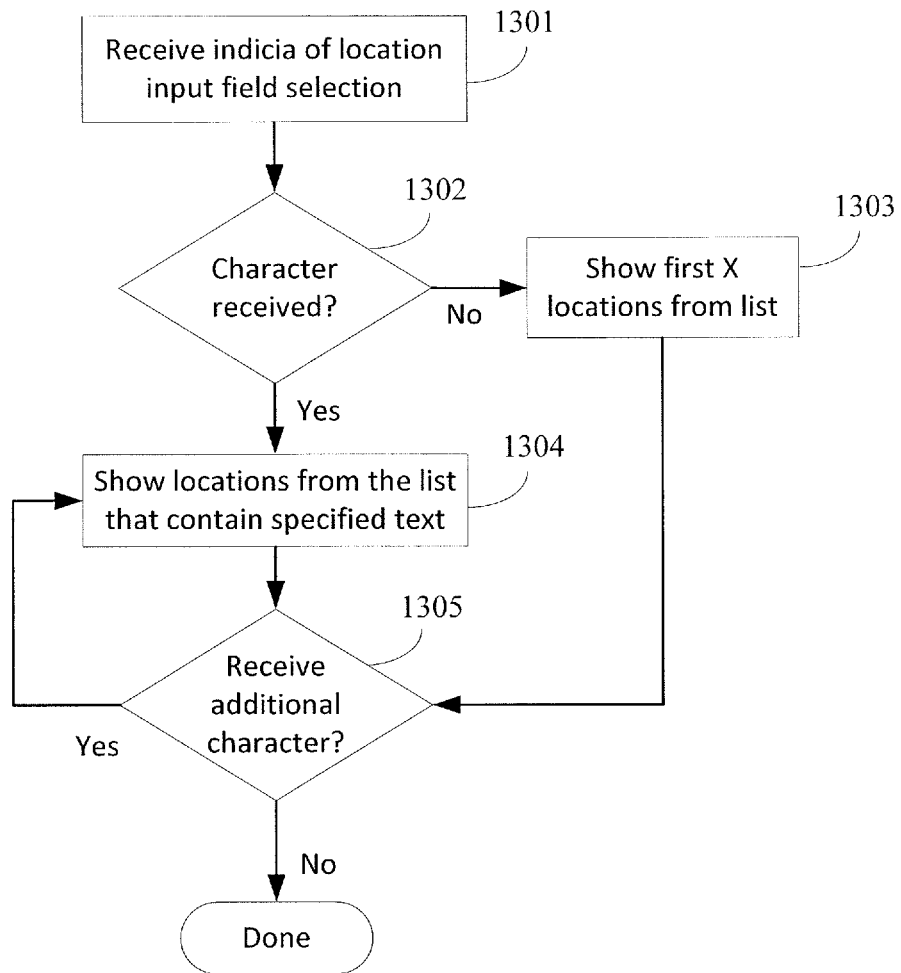 1301
Receive indicia of location
input field selection
1302
Character
received?
No
1303
Show first X
locations from list
Yes
1304
Show locations from the list
that contain specified text
1305
Receive
additional
character?
Yes
No
Done